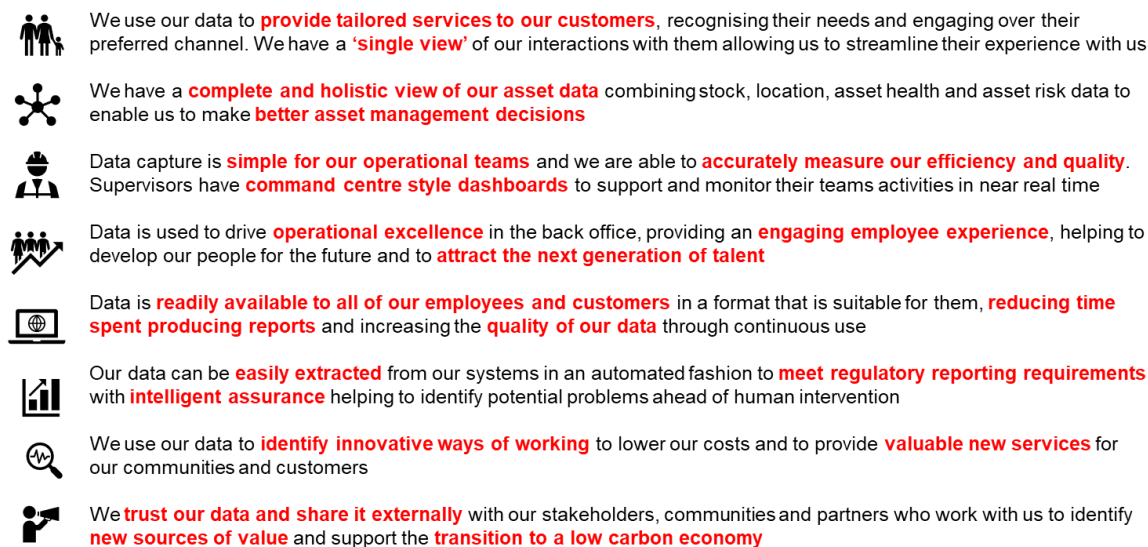 We use our data to provide tailored services to our customers, recognising their needs and engaging over their
preferred channel. We have a ‘single view’ of our interactions with them allowing us to streamline their experience with us
We have a complete and holistic view of our asset data combining stock, location, asset health and asset risk data to
enable us to make better asset management decisions
Data capture is simple for our operational teams and we are able to accurately measure our efficiency and quality.
Supervisors have command centre style dashboards to support and monitor their teams activities in near real time
Data is used to drive operational excellence in the back office, providing an engaging employee experience, helping to
develop our people for the future and to attract the next generation of talent
Data is readily available to all of our employees and customers in a format that is suitable for them, reducing time
spent producing reports and increasing the quality of our data through continuous use
Our data can be easily extracted from our systems in an automated fashion to meet regulatory reporting requirements
with intelligent assurance helping to identify potential problems ahead of human intervention
We use our data to identify innovative ways of working to lower our costs and to provide valuable new services for
our communities and customers
We trust our data and share it externally with our stakeholders, communities and partners who work with us to identify
new sources of value and support the transition to a low carbon economy